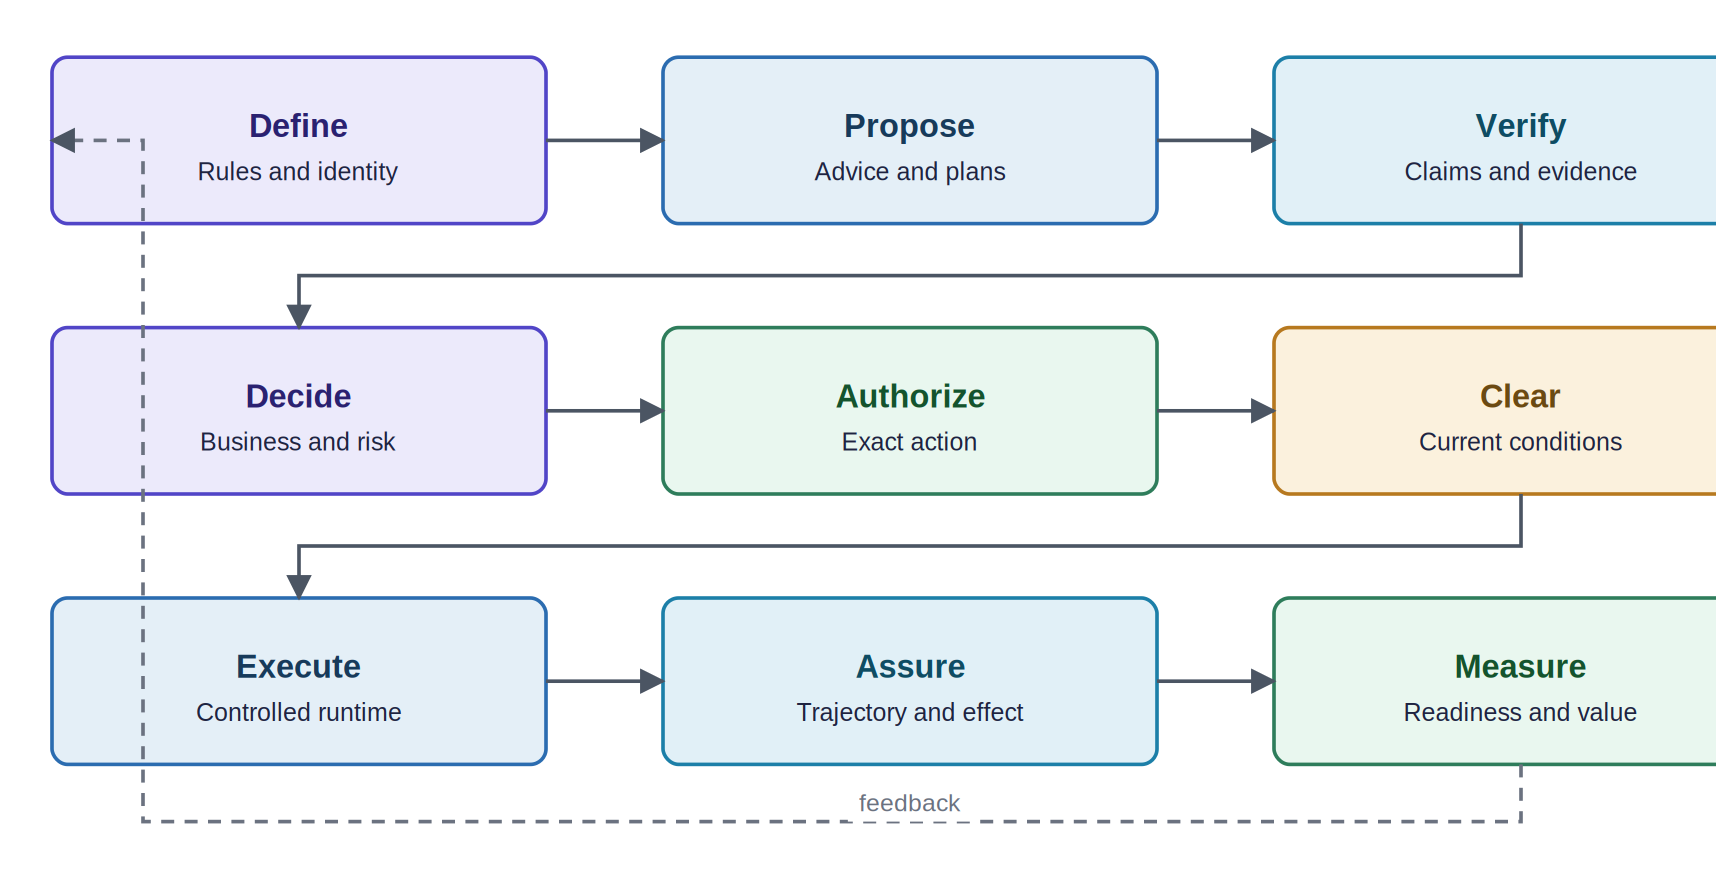 Define
Rules and identity
Propose
Advice and plans
Verify
Claims and evidence
Decide
Business and risk
Authorize
Exact action
Clear
Current conditions
Execute
Controlled runtime
Assure
Trajectory and effect
Measure
Readiness and value
feedback